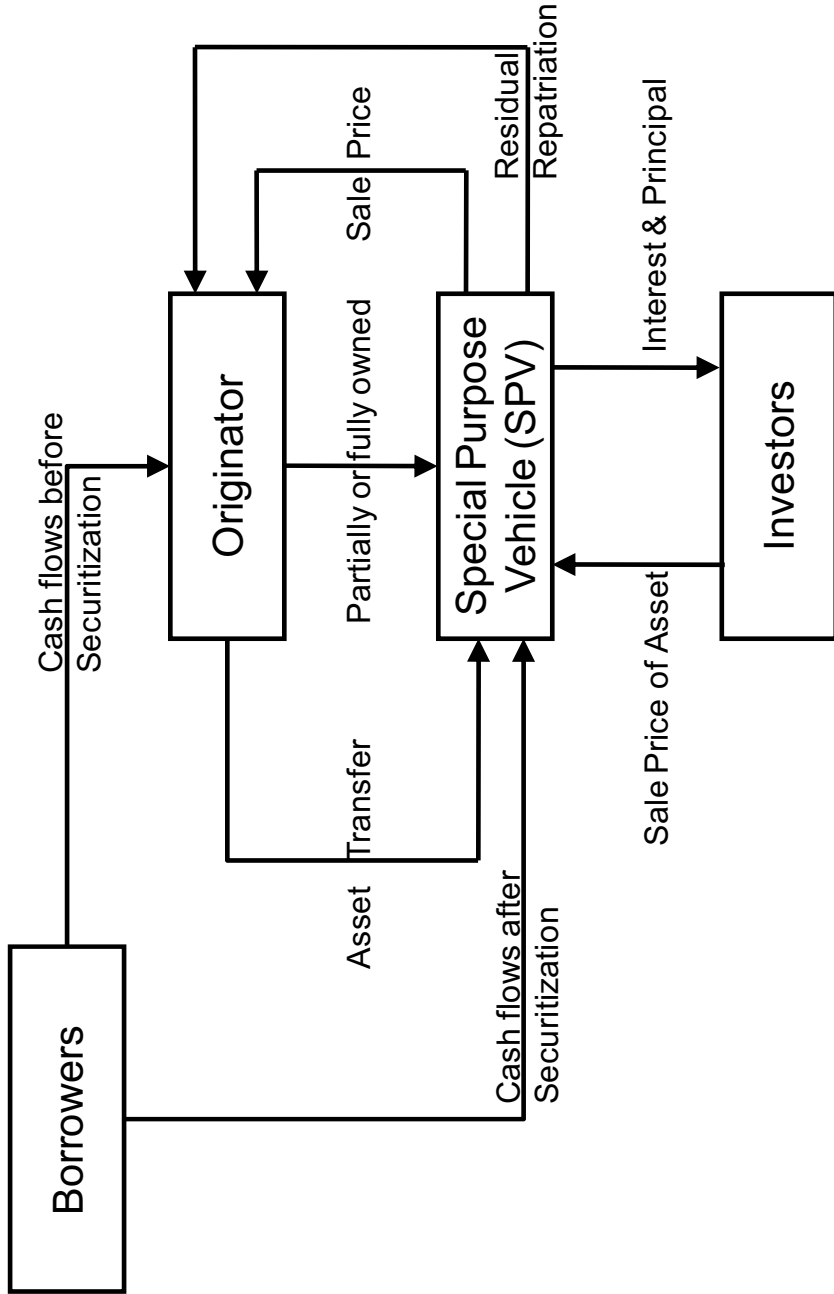 Borrowers
Cash flows before
Securitization
Originator
Asset Transfer
Partially or fully owned
Sale Price
Cash flows after
Securitization
Special Purpose
Vehicle (SPV)
Residual
Repatriation
Sale Price of Asset
Interest & Principal
Investors